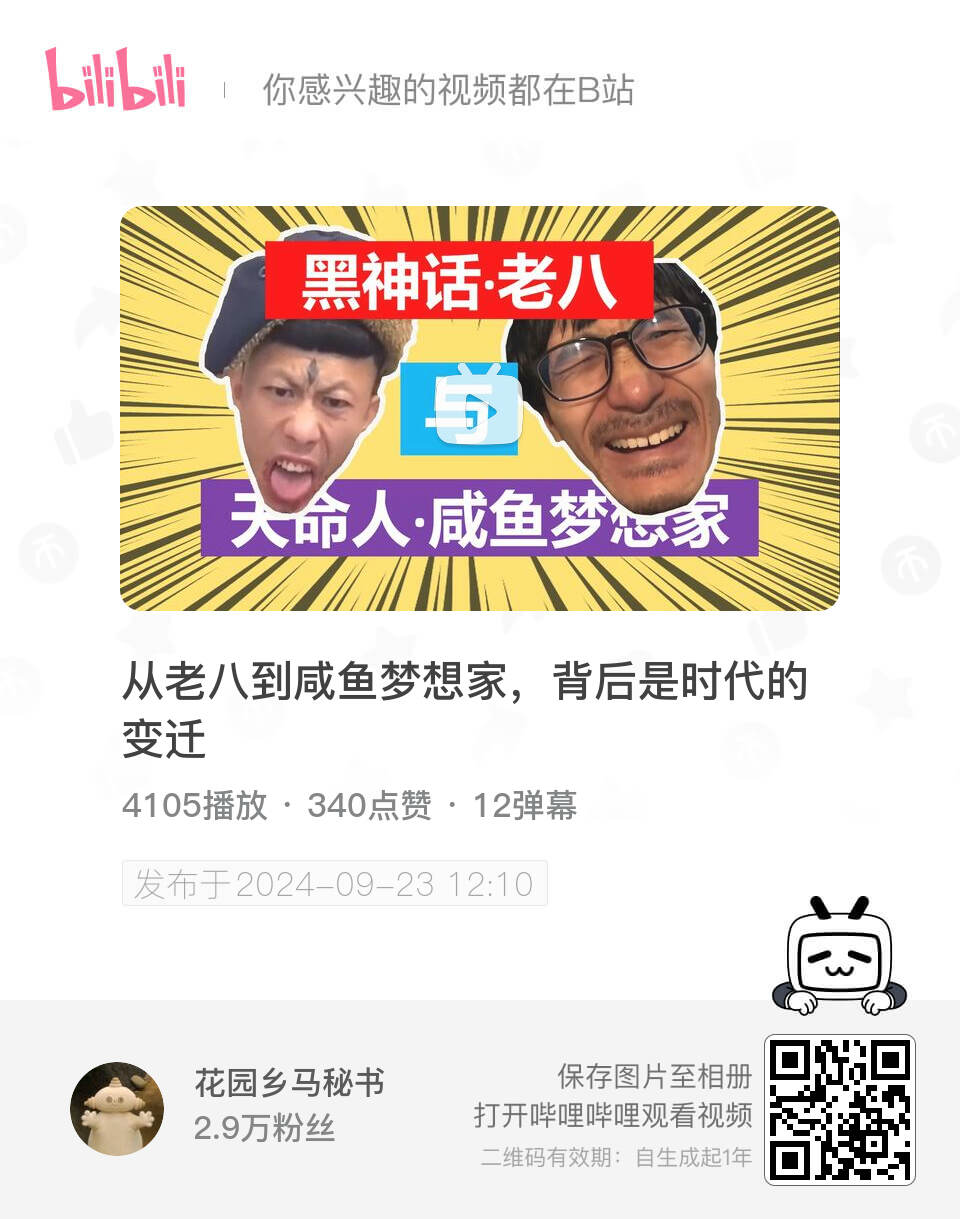 bilibili
你感兴趣的视频都在B站
黑神话·老八
与
天命人·咸鱼梦想家
从老八到咸鱼梦想家，背后是时代的
变迁
4105播放 · 340点赞 · 12弹幕
发布于2024-09-23 12:10
花园乡马秘书
2.9万粉丝
保存图片至相册
打开哔哩哔哩观看视频
二维码有效期：自生成起1年